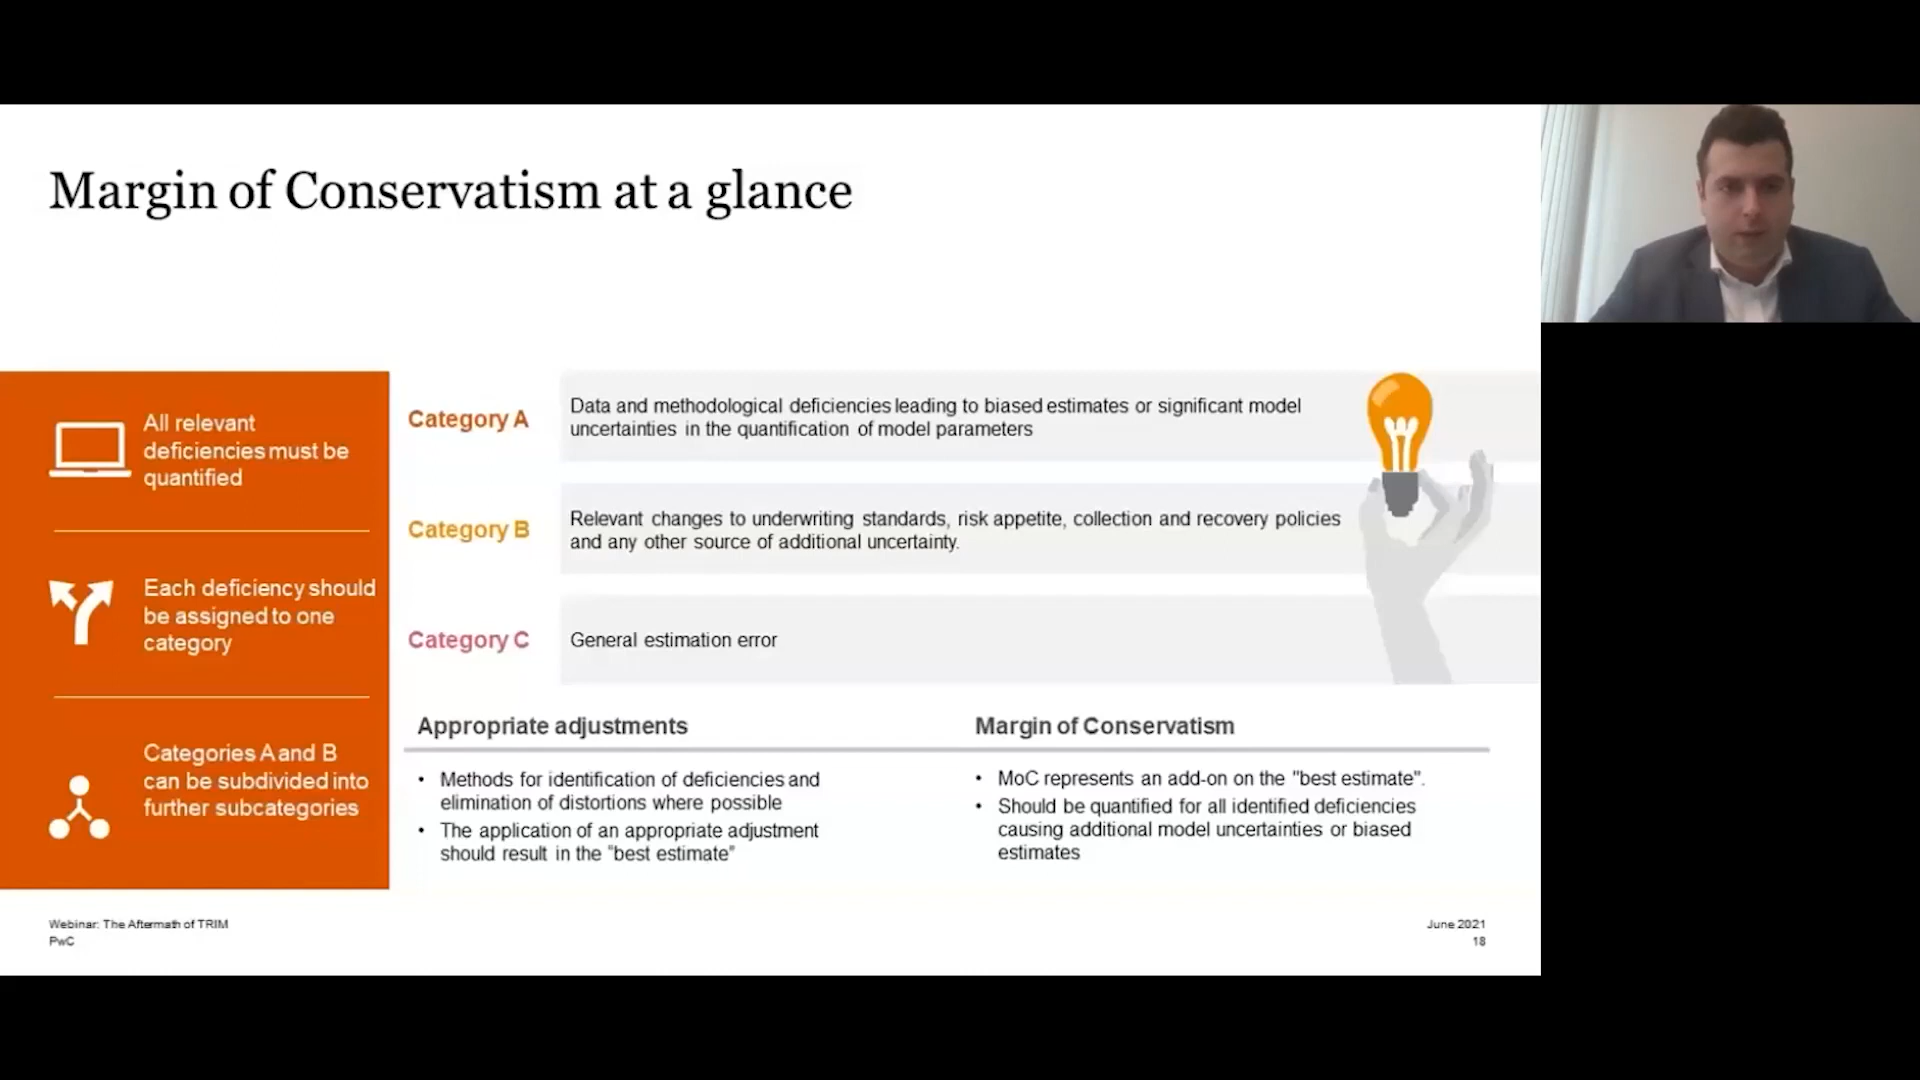 Margin of Conservatism at a glance
All relevant
deficiencies must be
quantified
Each deficiency should
be assigned to one
category
Categories A and B
can be subdivided into
further subcategories
Category A
Data and methodological deficiencies leading to biased estimates or significant model
uncertainties in the quantification of model parameters
Category B
Relevant changes to underwriting standards, risk appetite, collection and recovery policies
and any other source of additional uncertainty.
Category C
General estimation error
Appropriate adjustments
• Methods for identification of deficiencies and
elimination of distortions where possible
• The application of an appropriate adjustment
should result in the "best estimate"
Margin of Conservatism
• MoC represents an add-on on the "best estimate".
• Should be quantified for all identified deficiencies
causing additional model uncertainties or biased
estimates
Webinar: The Aftermath of TRIM
PwC
June 2021
18